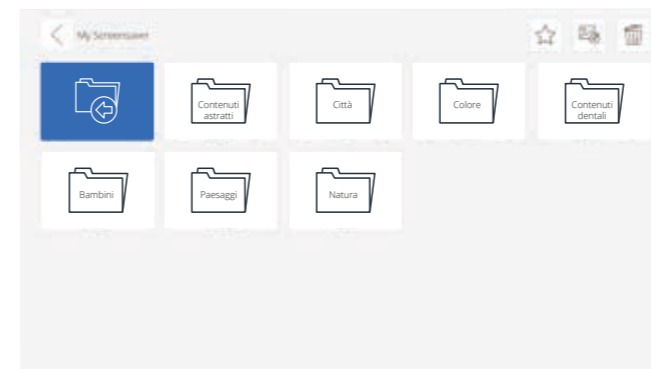 My Screensaver
Contenuti
astratti
Città
Colore
Contenuti
dentali
Bambini
Paesaggi
Natura